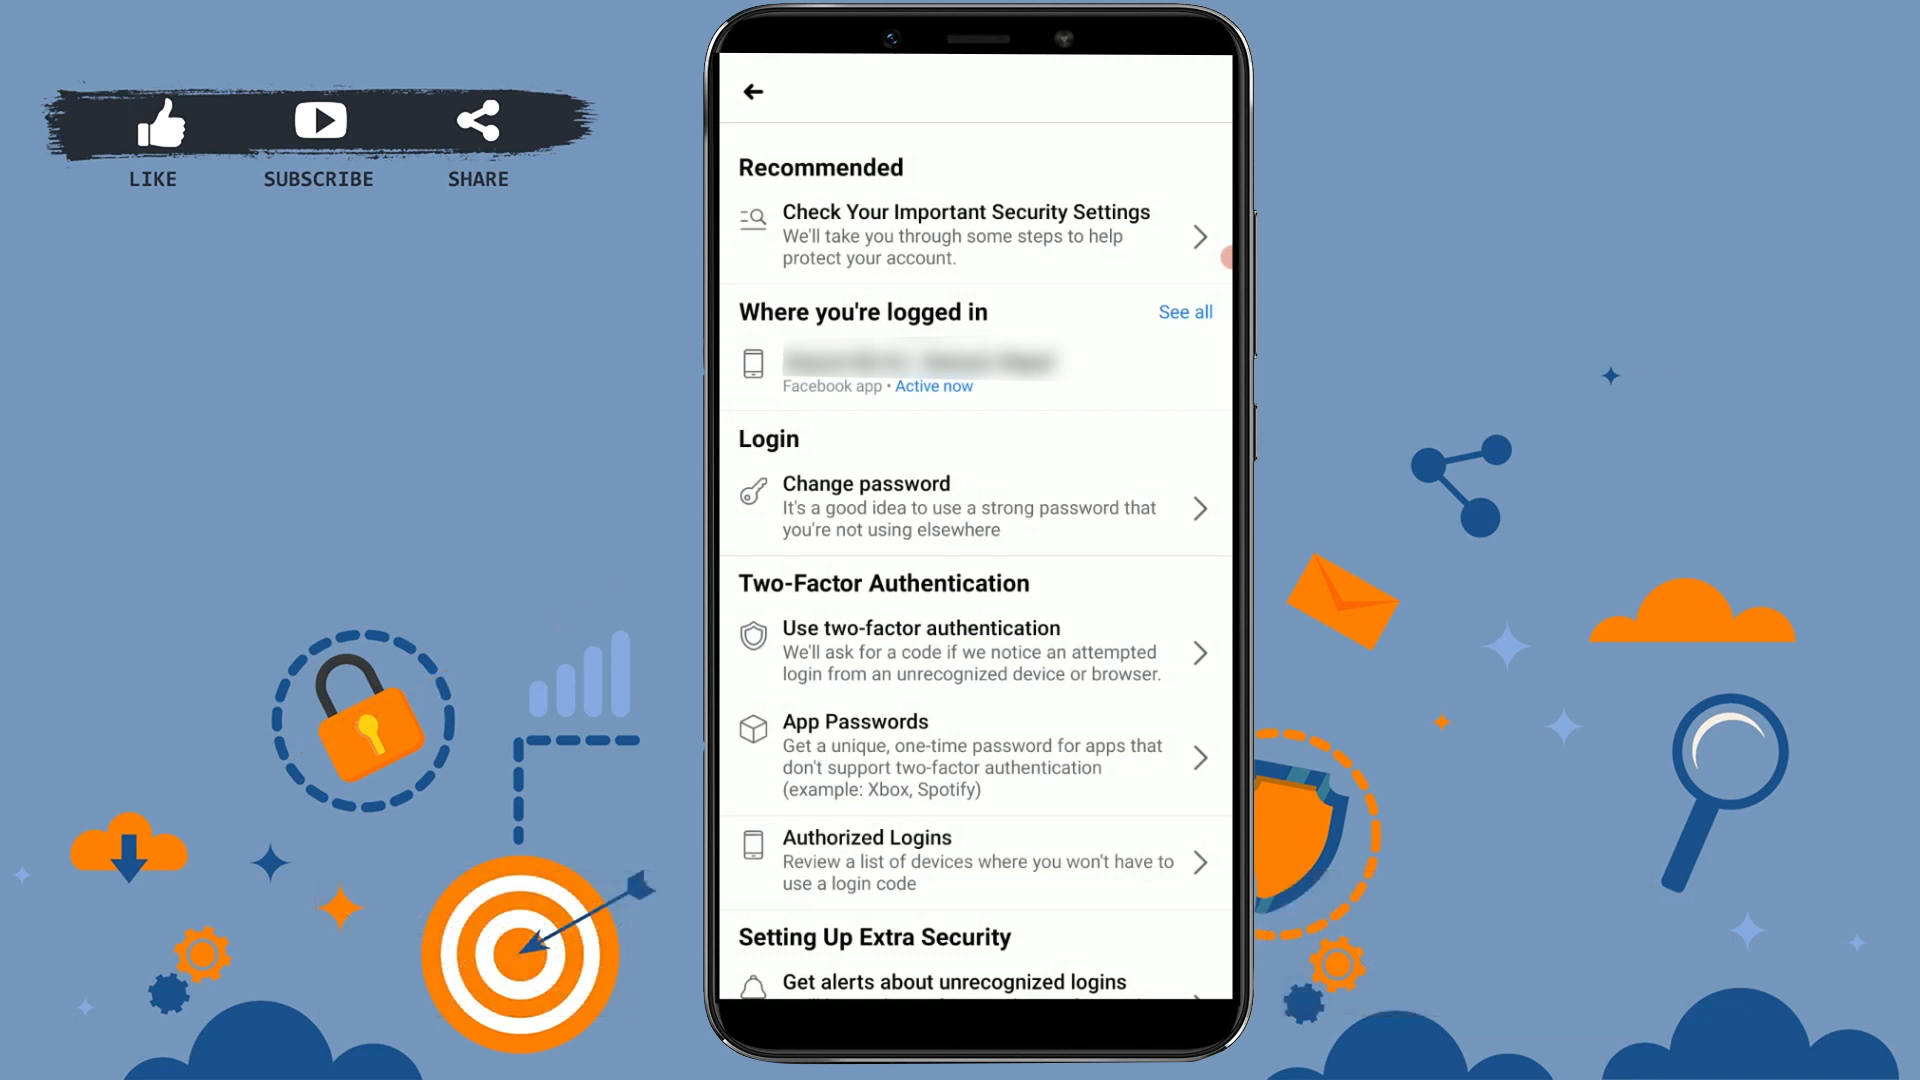 LIKE SUBSCRIBE SHARE
Recommended
Check Your Important Security Settings
We'll take you through some steps to help
protect your account.
Where you're logged in See all
Facebook app • Active now
Login
Change password
It's a good idea to use a strong password that
you're not using elsewhere
Two-Factor Authentication
Use two-factor authentication
We'll ask for a code if we notice an attempted
login from an unrecognized device or browser.
App Passwords
Get a unique, one-time password for apps that
don't support two-factor authentication
(example: Xbox, Spotify)
Authorized Logins
Review a list of devices where you won't have to
use a login code
Setting Up Extra Security
Get alerts about unrecognized logins